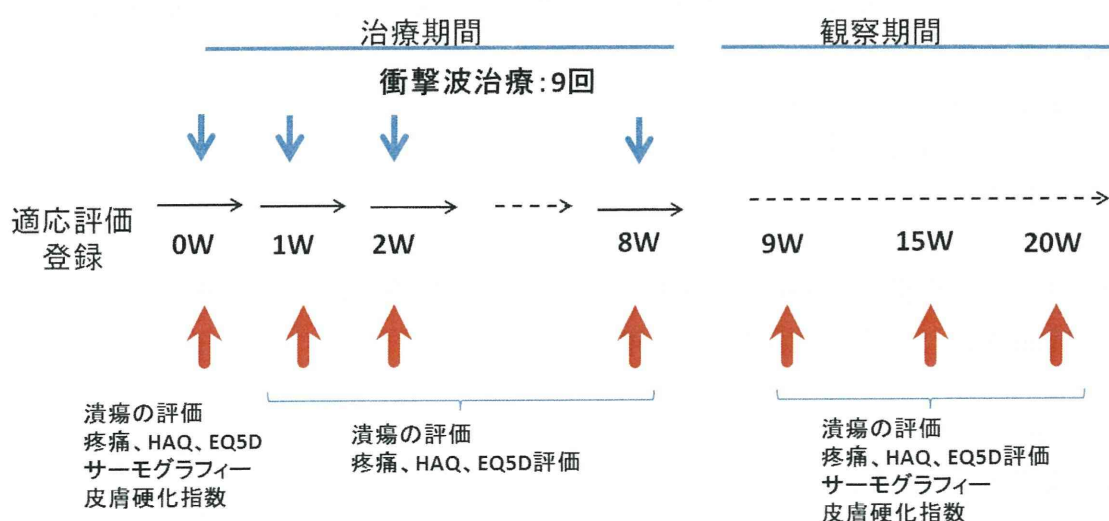 治療期間
観察期間
衝撃波治療:9回
適応評価
登録
0W
1W
2W
8W
9W
15W
20W
潰瘍の評価
疼痛、HAQ、EQ5D
サーモグラフィー
皮膚硬化指数
潰瘍の評価
疼痛、HAQ、EQ5D評価
潰瘍の評価
疼痛、HAQ、EQ5D評価
サーモグラフィー
皮膚硬化指数